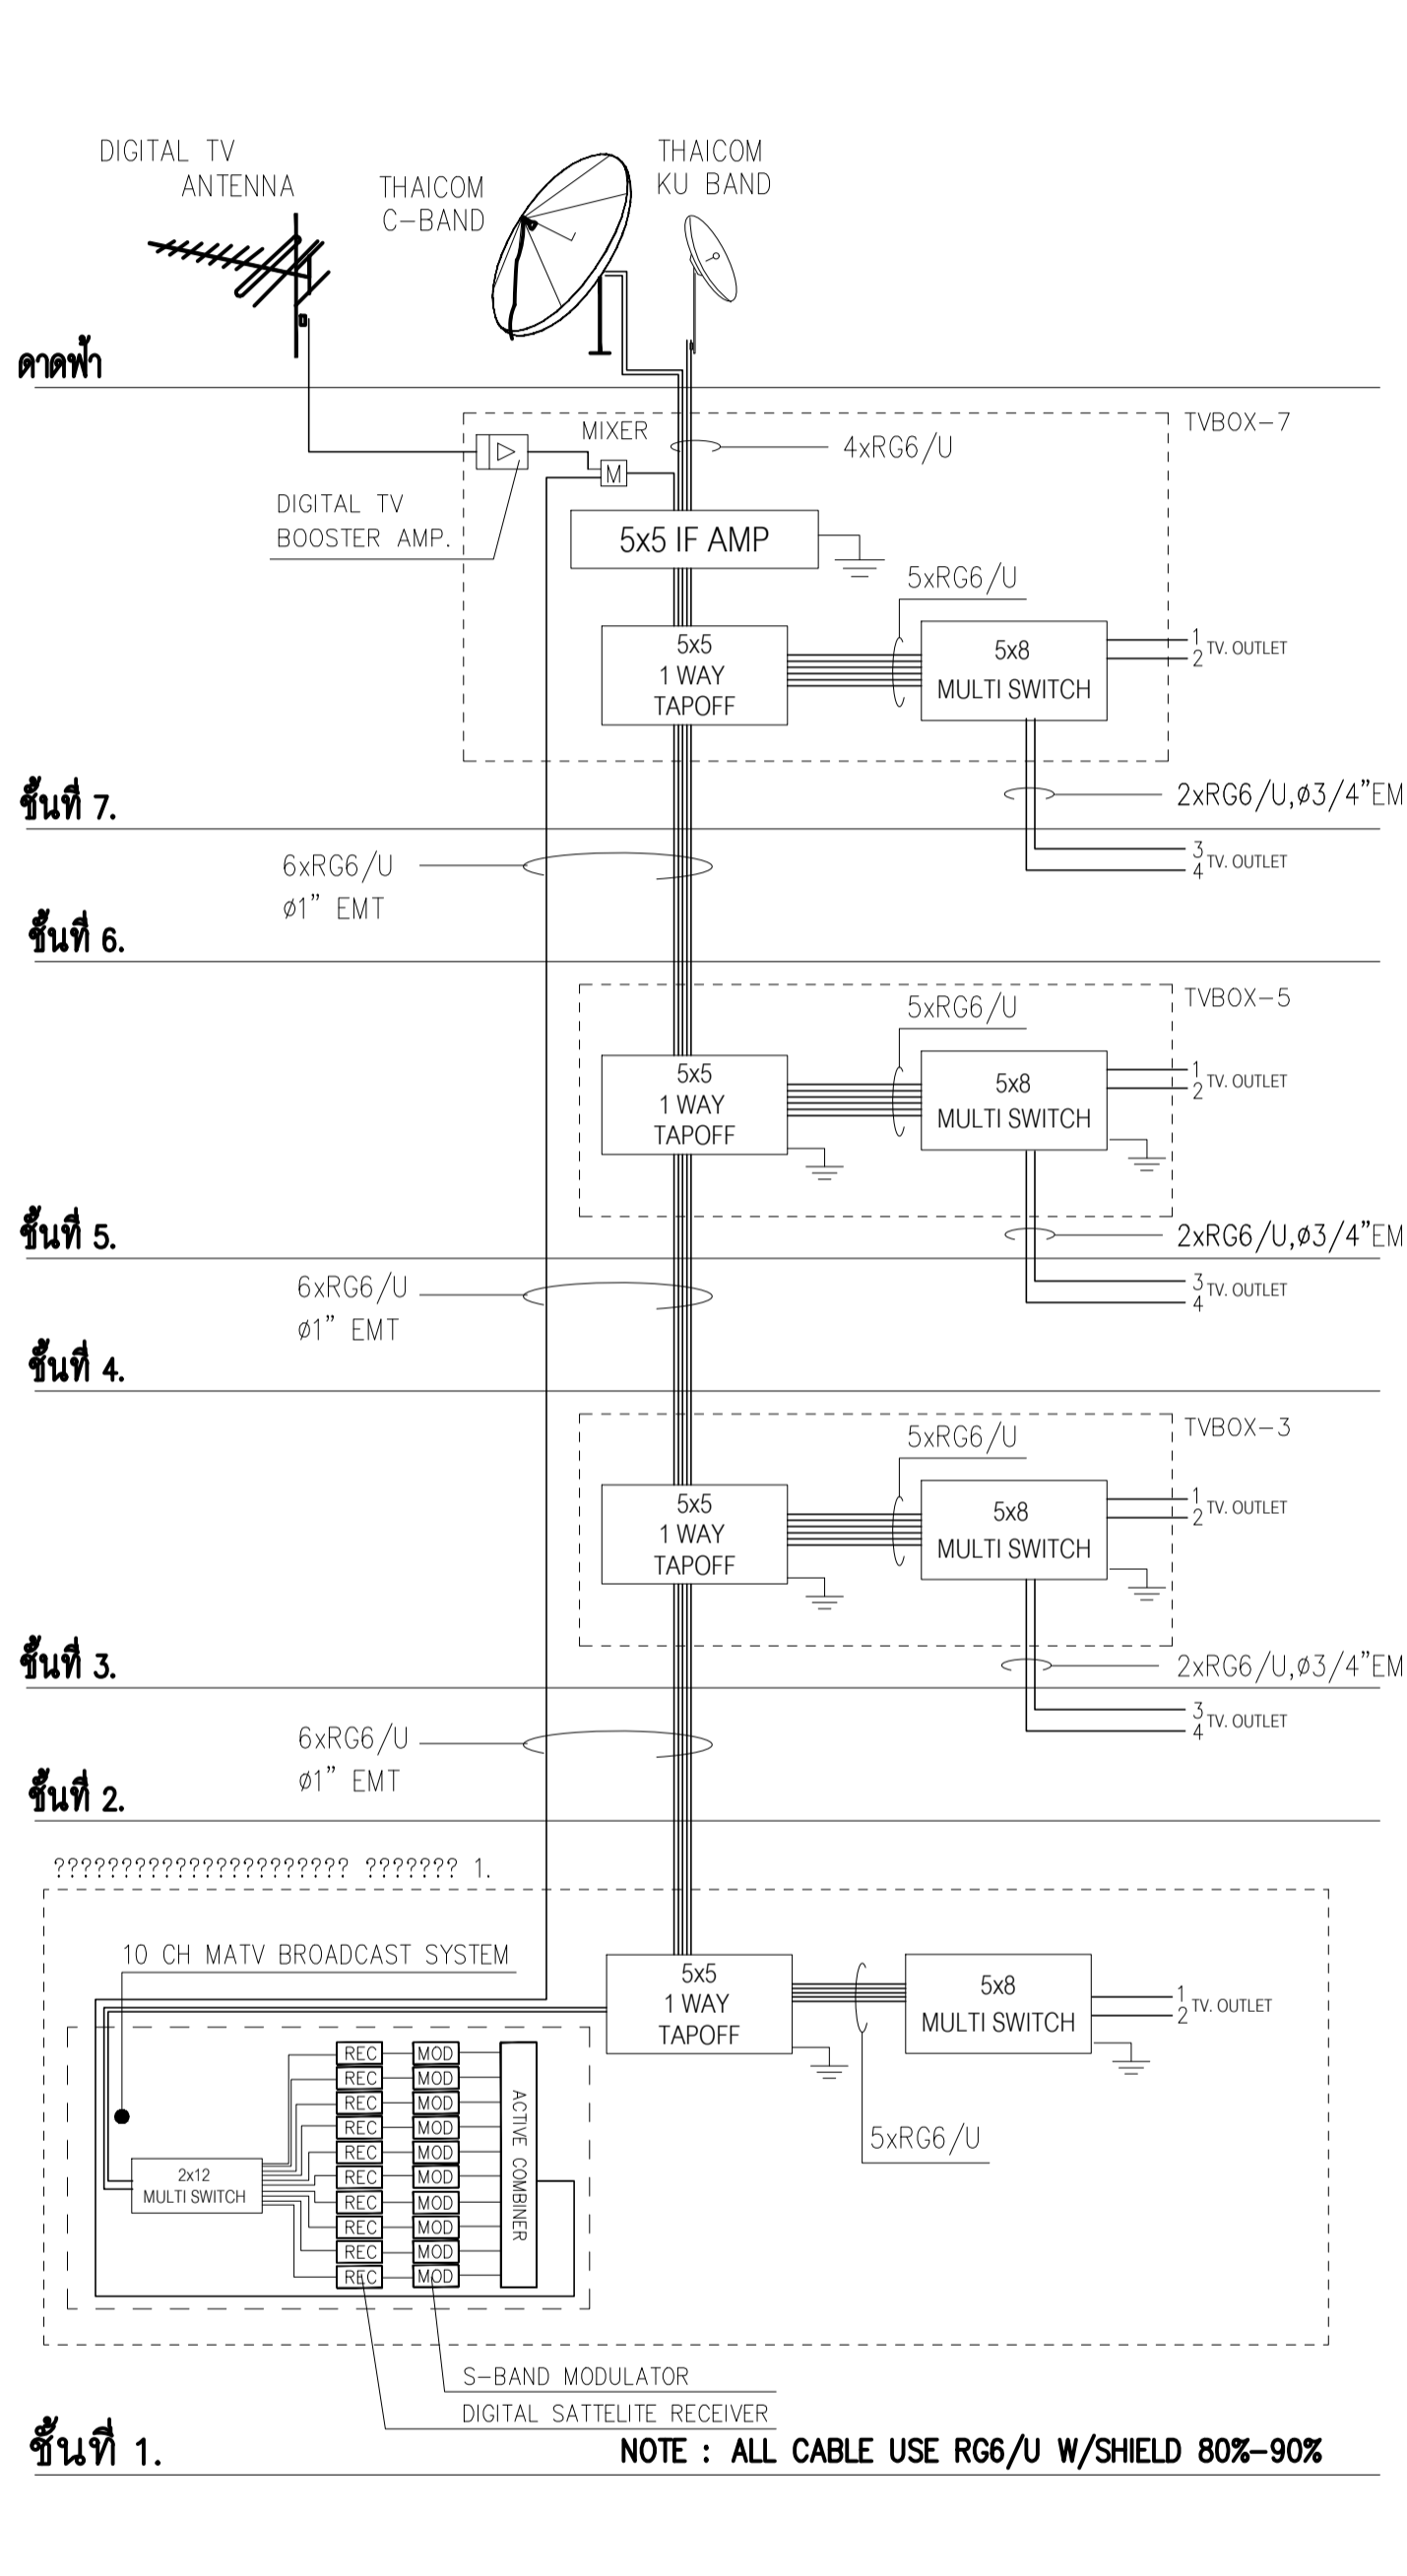 DIGITAL TV
ANTENNA
THAICOM
C-BAND
THAICOM
KU BAND
ดาดฟ้า
TVBOX-7
MIXER
4xRG6/U
M
DIGITAL TV
BOOSTER AMP.
5x5 IF AMP
5xRG6/U
5x5
1 WAY
TAPOFF
5x8
MULTI SWITCH
1
2
TV. OUTLET
ชั้นที่ 7.
2xRG6/U,ø3/4"EM
6xRG6/U
ø1" EMT
3
4
TV. OUTLET
ชั้นที่ 6.
TVBOX-5
5xRG6/U
5x5
1 WAY
TAPOFF
5x8
MULTI SWITCH
1
2
TV. OUTLET
ชั้นที่ 5.
2xRG6/U,ø3/4"EM
6xRG6/U
ø1" EMT
3
4
TV. OUTLET
ชั้นที่ 4.
TVBOX-3
5xRG6/U
5x5
1 WAY
TAPOFF
5x8
MULTI SWITCH
1
2
TV. OUTLET
ชั้นที่ 3.
2xRG6/U,ø3/4"EM
6xRG6/U
ø1" EMT
3
4
TV. OUTLET
ชั้นที่ 2.
?????????????????????? ??????? 1.
10 CH MATV BROADCAST SYSTEM
5x5
1 WAY
TAPOFF
5x8
MULTI SWITCH
1
2
TV. OUTLET
5xRG6/U
2x12
MULTI SWITCH
REC MOD
REC MOD
REC MOD
REC MOD
REC MOD
REC MOD
REC MOD
REC MOD
REC MOD
REC MOD
ACTIVE COMBINER
S-BAND MODULATOR
DIGITAL SATTELITE RECEIVER
ชั้นที่ 1.
NOTE : ALL CABLE USE RG6/U W/SHIELD 80%-90%